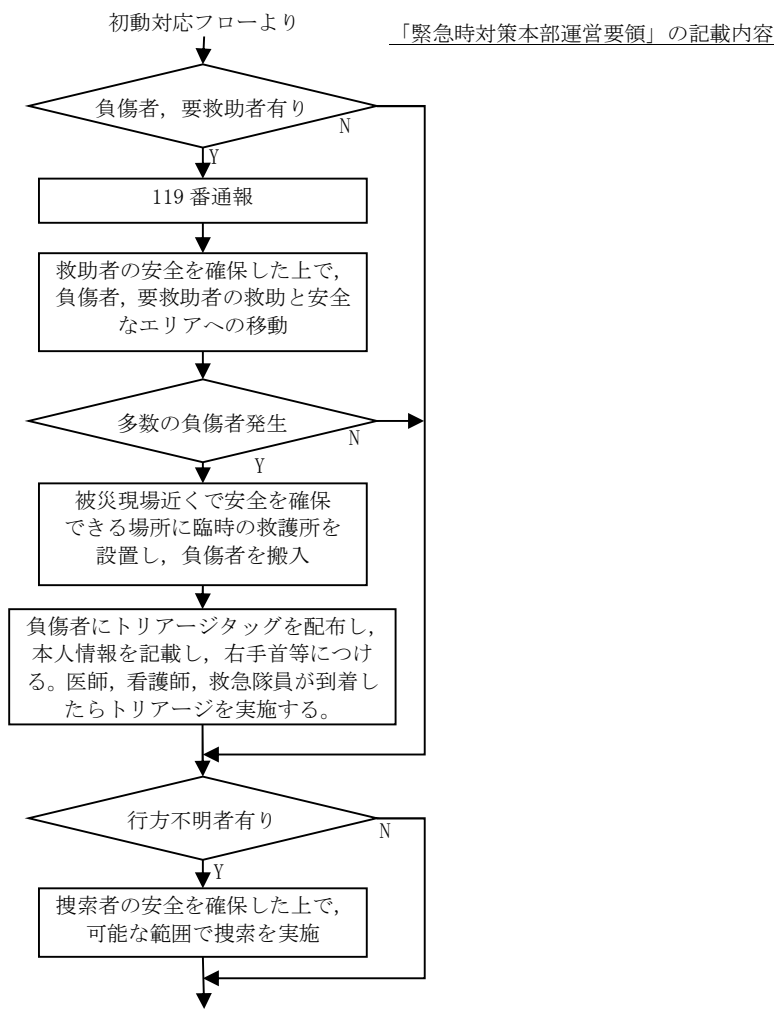 初動対応フローより
「緊急時対策本部運営要領」の記載内容
負傷者，要救助者有り
N
Y
119 番通報
救助者の安全を確保した上で，
負傷者，要救助者の救助と安全
なエリアへの移動
多数の負傷者発生
N
Y
被災現場近くで安全を確保
できる場所に臨時の救護所を
設置し，負傷者を搬入
負傷者にトリアージタッグを配布し，
本人情報を記載し，右手首等につけ
る。医師，看護師，救急隊員が到着し
たらトリアージを実施する。
行方不明者有り
N
Y
捜索者の安全を確保した上で，
可能な範囲で捜索を実施